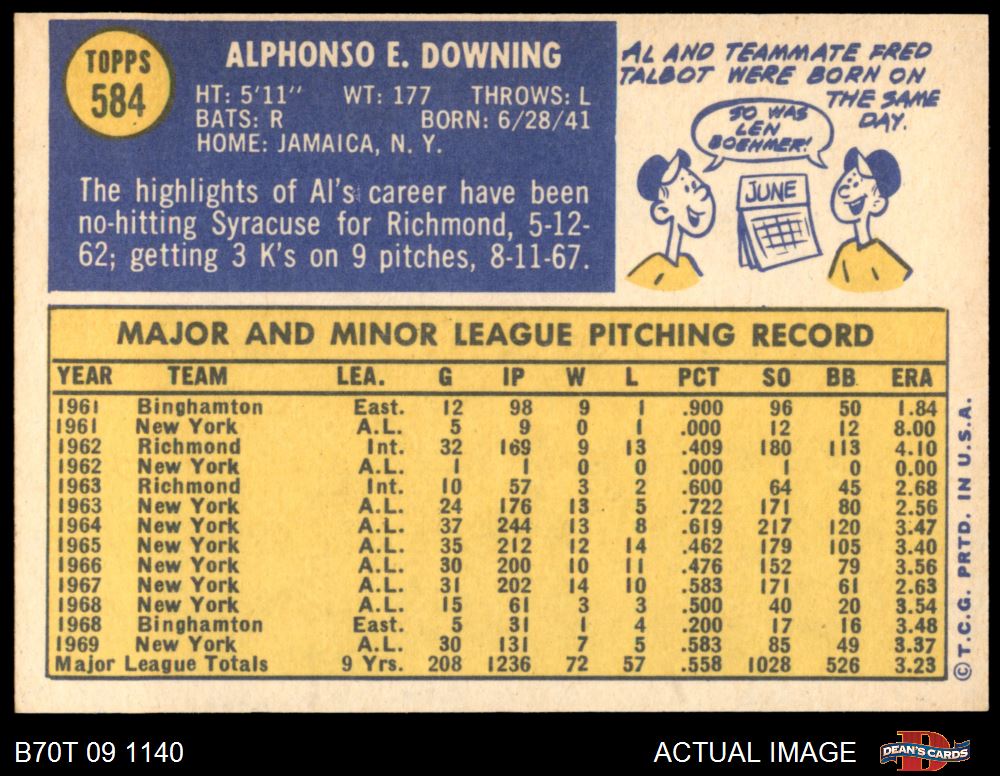 TOPPS
584
ALPHONSO E. DOWNING
HT: 5'11" WT: 177 THROWS: L
BATS: R BORN: 6/28/41
HOME: JAMAICA, N. Y.
The highlights of Al's career have been
no-hitting Syracuse for Richmond, 5-12-
62; getting 3 K's on 9 pitches, 8-11-67.
AL AND TEAMMATE FRED
TALBOT WERE BORN ON
THE SAME
DAY.
SO WAS
LEN
BOEHMER!
JUNE
MAJOR AND MINOR LEAGUE PITCHING RECORD
YEAR TEAM LEA. G IP W L PCT SO BB ERA
1961 Binghamton East. 12 98 9 1 .900 96 50 1.84
1961 New York A.L. 5 9 0 1 .000 12 12 8.00
1962 Richmond Int. 32 169 9 13 .409 180 113 4.10
1962 New York A.L. 1 1 0 0 .000 1 0 0.00
1963 Richmond Int. 10 57 3 2 .600 64 45 2.68
1963 New York A.L. 24 176 13 5 .722 171 80 2.56
1964 New York A.L. 37 244 13 8 .619 217 120 3.47
1965 New York A.L. 35 212 12 14 .462 179 105 3.40
1966 New York A.L. 30 200 10 11 .476 152 79 3.56
1967 New York A.L. 31 202 14 10 .583 171 61 2.63
1968 New York A.L. 15 61 3 3 .500 40 20 3.54
1968 Binghamton East. 5 31 1 4 .200 17 16 3.48
1969 New York A.L. 30 131 7 5 .583 85 49 3.37
Major League Totals 9 Yrs. 208 1236 72 57 .558 1028 526 3.23
©T.C.G. PRTD. IN U.S.A.
B70T 09 1140
ACTUAL IMAGE
D
DEAN'S CARDS